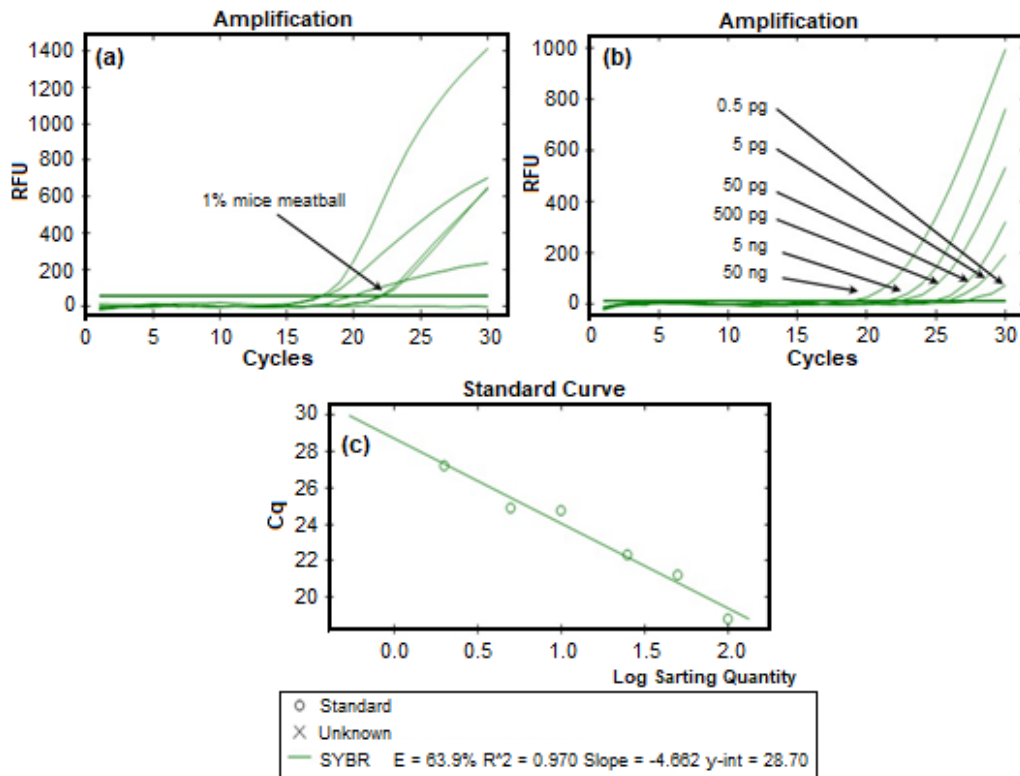 Amplification
(a)
1400
1200
1000
800
600
400
200
0
RFU
1% mice meatball
0 5 10 15 20 25 30
Cycles
Amplification
(b)
1000
800
600
400
200
0
RFU
0.5 pg
5 pg
50 pg
500 pg
5 ng
50 ng
0 5 10 15 20 25 30
Cycles
Standard Curve
(c)
30
28
26
24
22
20
Cq
0.0 0.5 1.0 1.5 2.0
Log Sarting Quantity
Standard
Unknown
SYBR E = 63.9% R^2 = 0.970 Slope = -4.662 y-int = 28.70